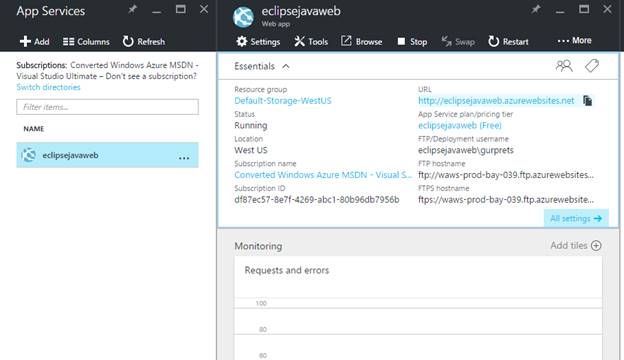 App Services
Add Columns Refresh
Subscriptions: Converted Windows Azure MSDN -
Visual Studio Ultimate – Don't see a subscription?
Switch directories
Filter items...
NAME
eclipsejavaweb ...
eclipsejavaweb
Web app
Settings Tools Browse Stop Swap Restart ... More
Essentials
Resource group
Default-Storage-WestUS
Status
Running
Location
West US
Subscription name
Converted Windows Azure MSDN - Visual S...
Subscription ID
df87ec57-8e7f-4269-abc1-80b96db7956b
URL
http://eclipsejavaweb.azurewebsites.net
App Service plan/pricing tier
eclipsejavaweb (Free)
FTP/Deployment username
eclipsejavaweb\gurprets
FTP hostname
ftp://waws-prod-bay-039.ftp.azurewebsites...
FTPS hostname
ftps://waws-prod-bay-039.ftp.azurewebsites...
All settings →
Monitoring
Add tiles
Requests and errors
100
80
60